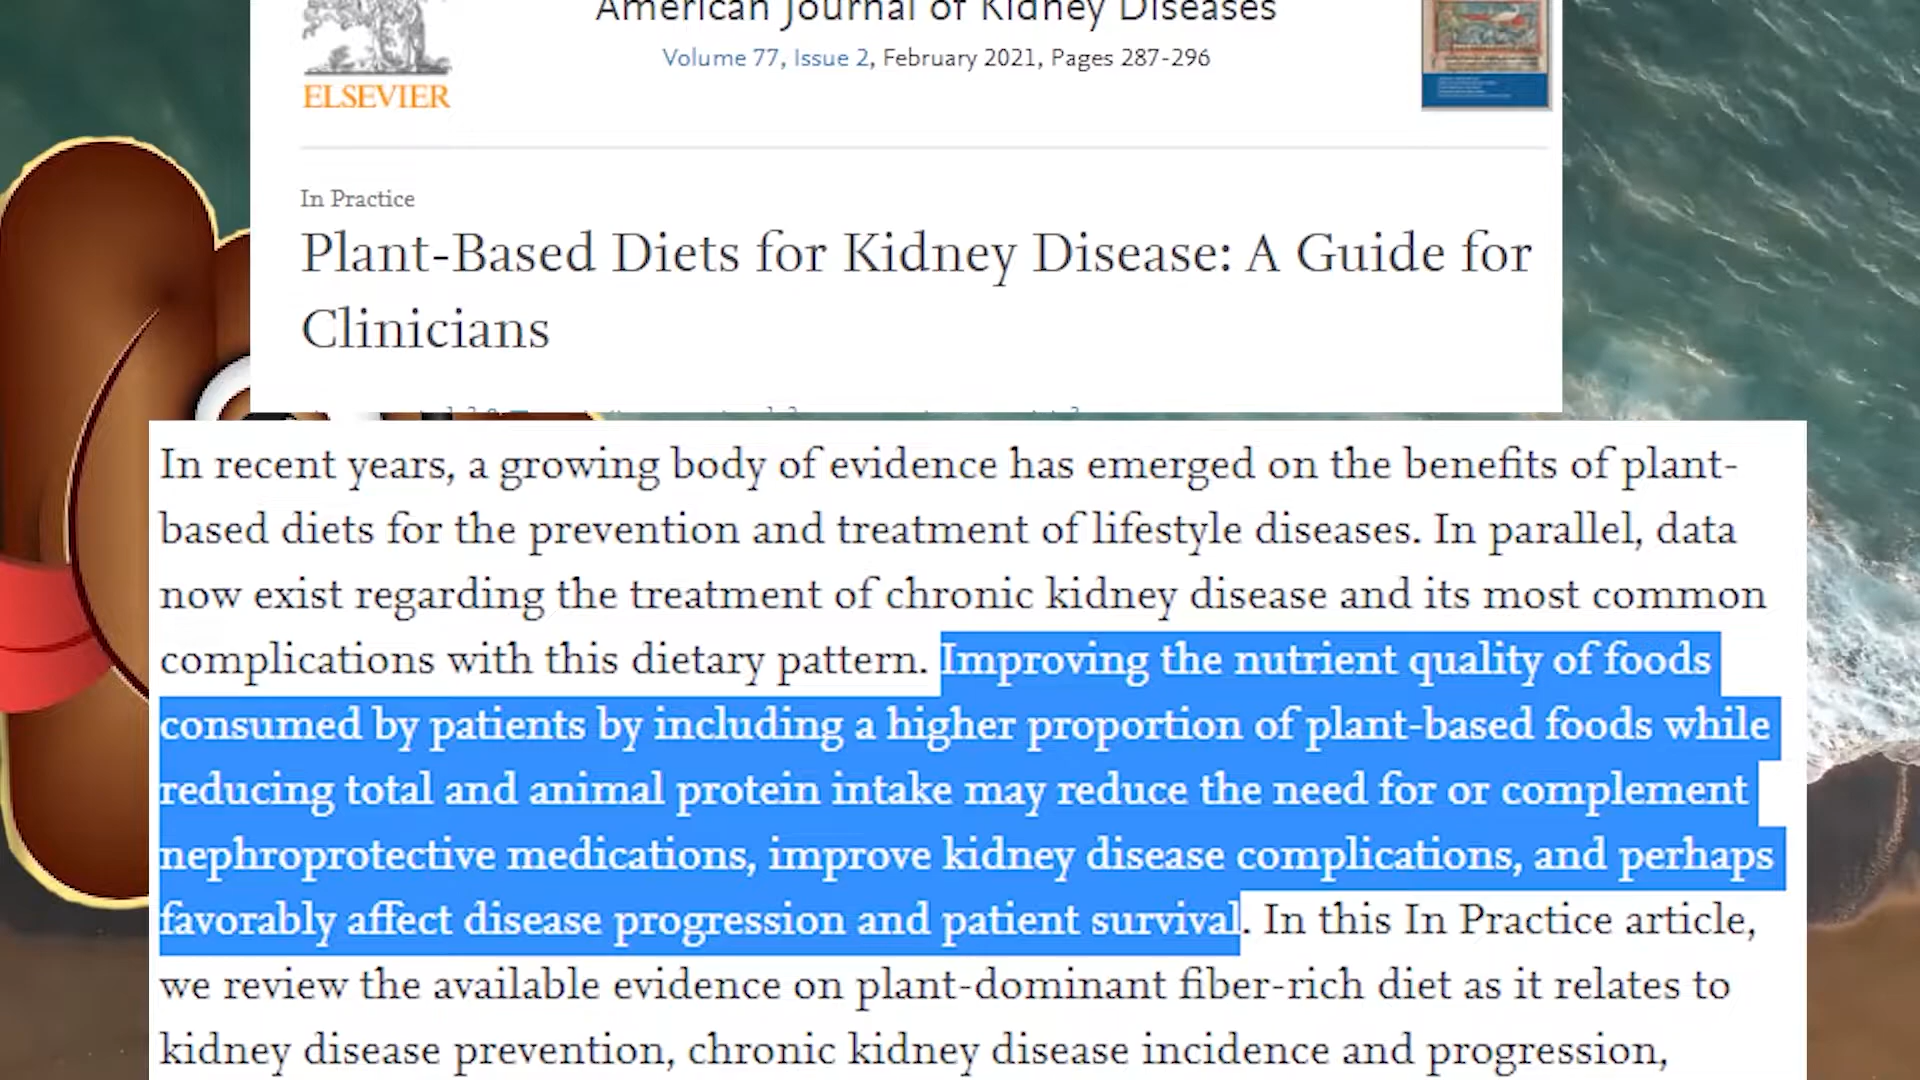 American Journal of Kidney Diseases
Volume 77, Issue 2, February 2021, Pages 287-296
ELSEVIER
In Practice
Plant-Based Diets for Kidney Disease: A Guide for
Clinicians
In recent years, a growing body of evidence has emerged on the benefits of plant-
based diets for the prevention and treatment of lifestyle diseases. In parallel, data
now exist regarding the treatment of chronic kidney disease and its most common
complications with this dietary pattern. Improving the nutrient quality of foods
consumed by patients by including a higher proportion of plant-based foods while
reducing total and animal protein intake may reduce the need for or complement
nephroprotective medications, improve kidney disease complications, and perhaps
favorably affect disease progression and patient survival. In this In Practice article,
we review the available evidence on plant-dominant fiber-rich diet as it relates to
kidney disease prevention, chronic kidney disease incidence and progression,